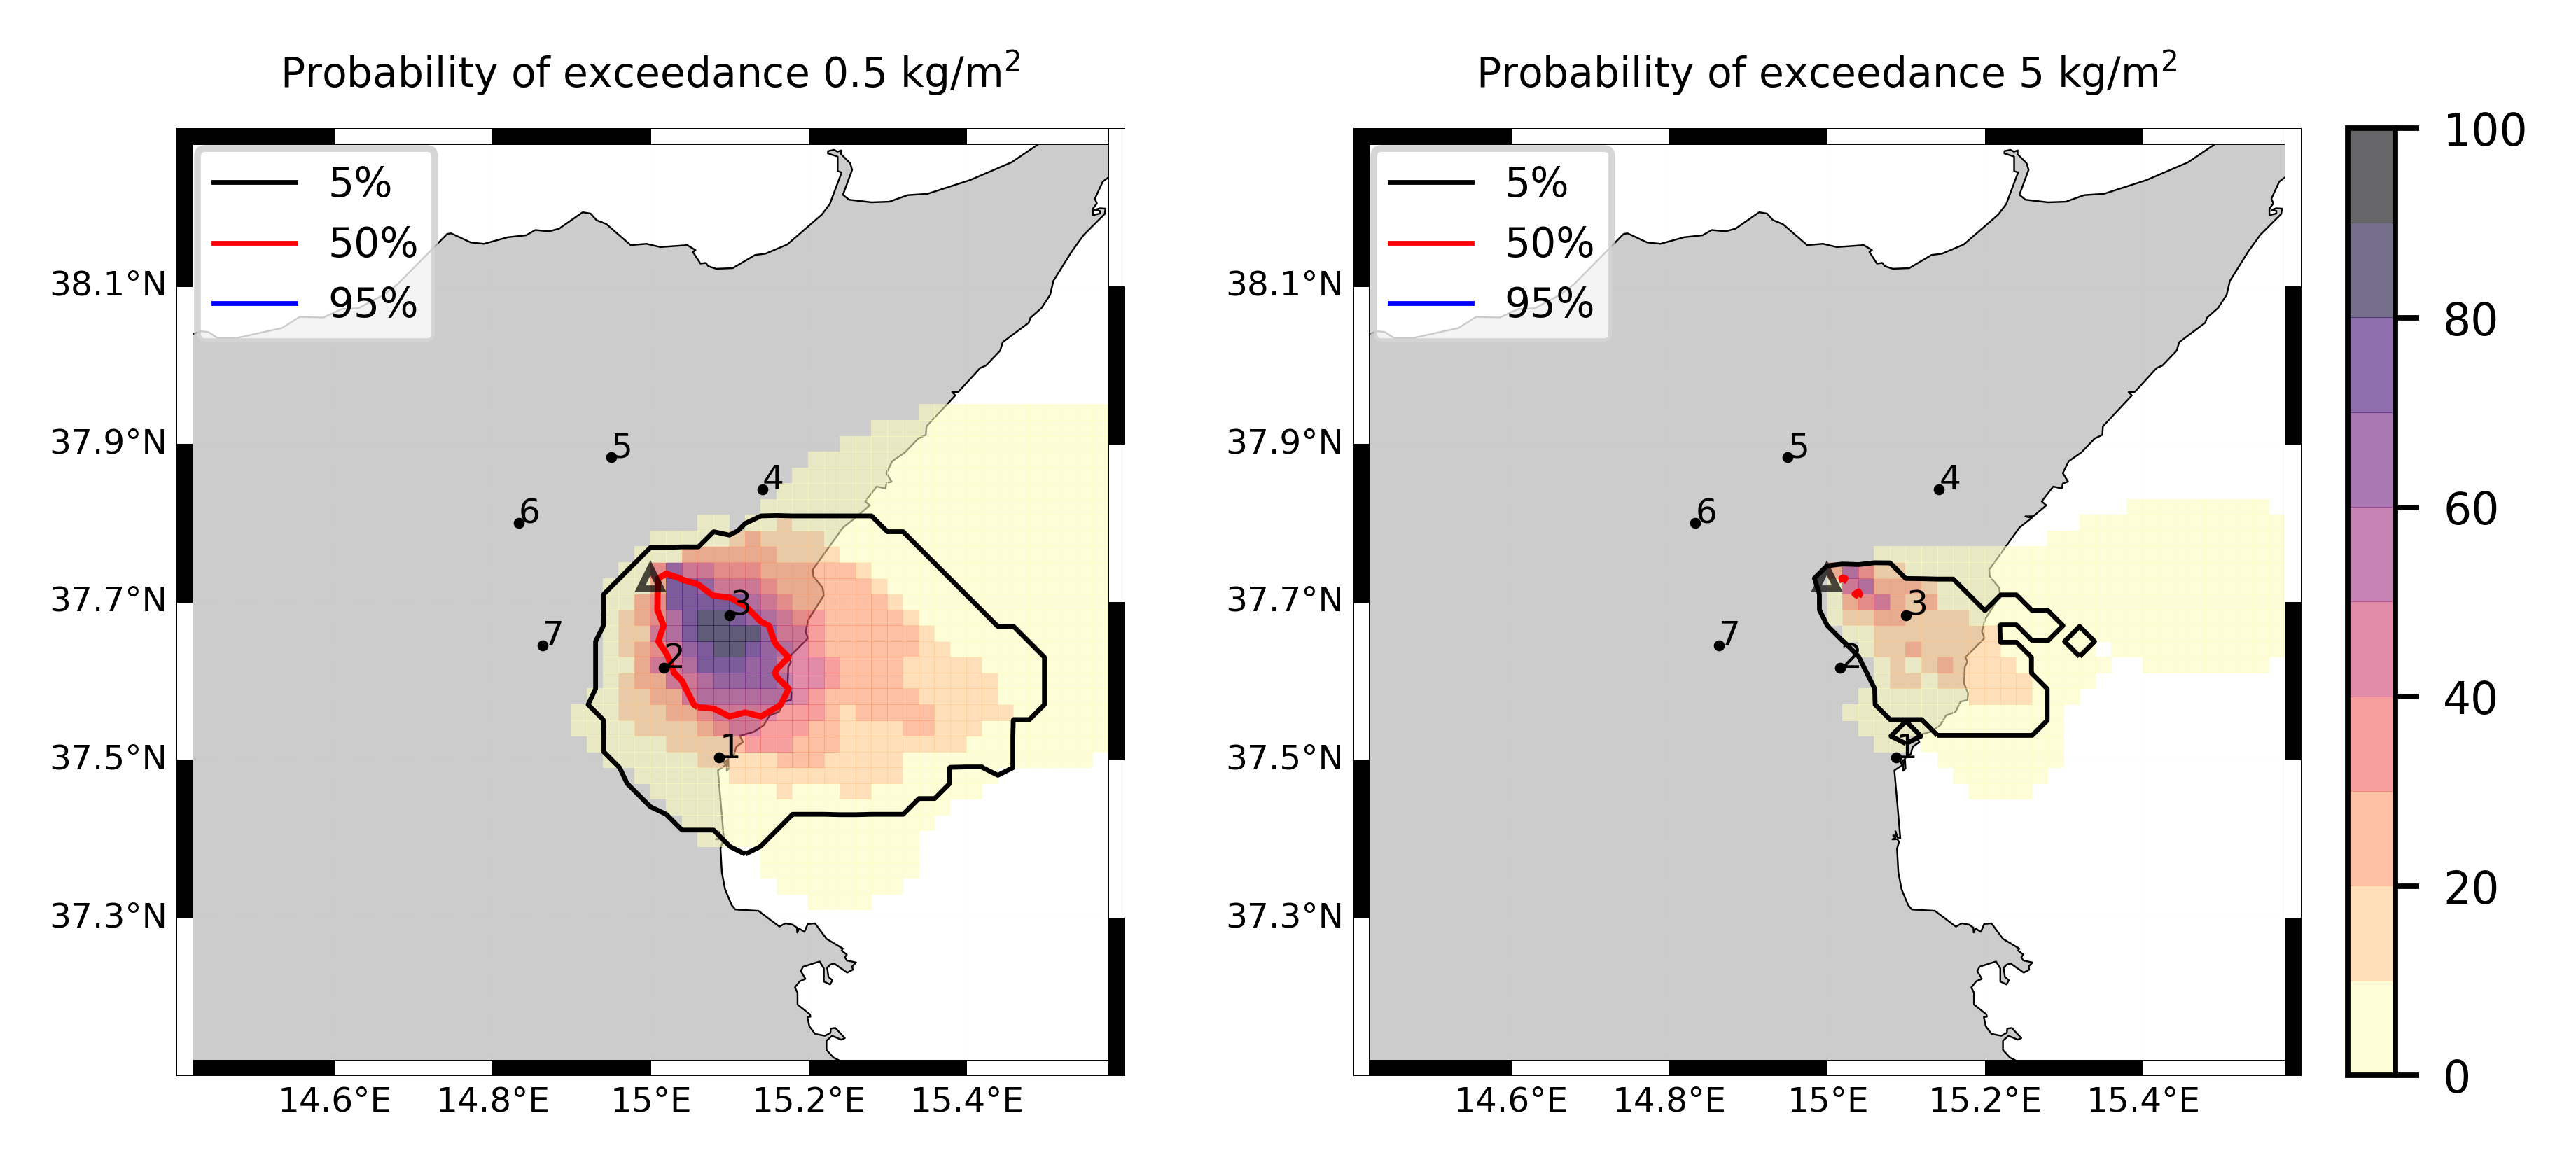 Probability of exceedance 0.5 kg/m²
5%
50%
95%
38.1°N
37.9°N
37.7°N
37.5°N
37.3°N
14.6°E 14.8°E 15°E 15.2°E 15.4°E
5
4
6
3
7
2
1
Probability of exceedance 5 kg/m²
5%
50%
95%
38.1°N
37.9°N
37.7°N
37.5°N
37.3°N
14.6°E 14.8°E 15°E 15.2°E 15.4°E
5
4
6
3
7
2
1
100
80
60
40
20
0